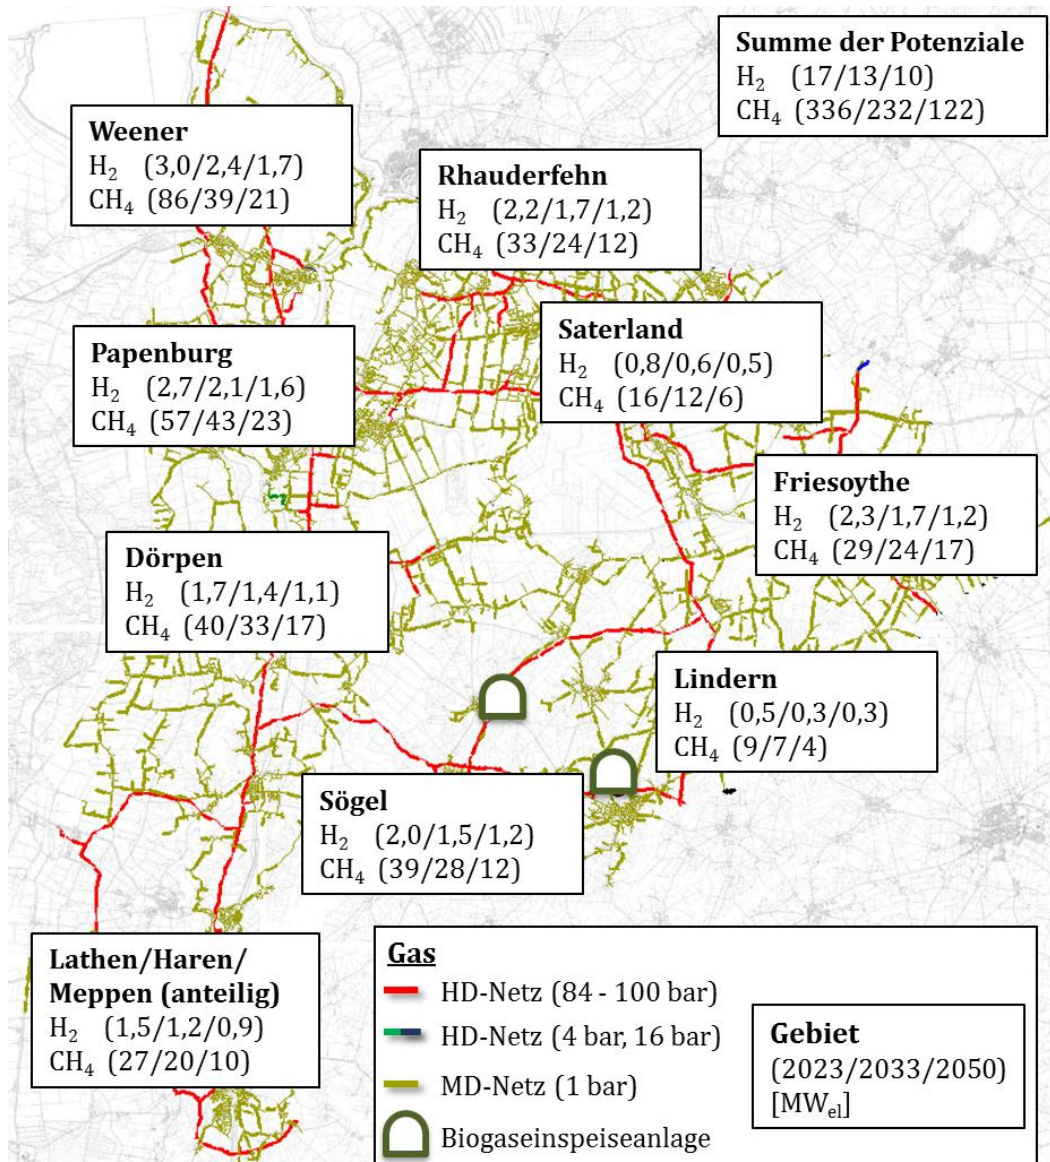 Summe der Potenziale
H₂ (17/13/10)
CH₄ (336/232/122)
Weener
H₂ (3,0/2,4/1,7)
CH₄ (86/39/21)
Rhauderfehn
H₂ (2,2/1,7/1,2)
CH₄ (33/24/12)
Saterland
H₂ (0,8/0,6/0,5)
CH₄ (16/12/6)
Papenburg
H₂ (2,7/2,1/1,6)
CH₄ (57/43/23)
Friesoythe
H₂ (2,3/1,7/1,2)
CH₄ (29/24/17)
Dörpen
H₂ (1,7/1,4/1,1)
CH₄ (40/33/17)
Lindern
H₂ (0,5/0,3/0,3)
CH₄ (9/7/4)
Sögel
H₂ (2,0/1,5/1,2)
CH₄ (39/28/12)
Lathen/Haren/
Meppen (anteilig)
H₂ (1,5/1,2/0,9)
CH₄ (27/20/10)
Gas
HD-Netz (84 - 100 bar)
HD-Netz (4 bar, 16 bar)
MD-Netz (1 bar)
Biogaseinspeiseanlage
Gebiet
(2023/2033/2050)
[MWel]